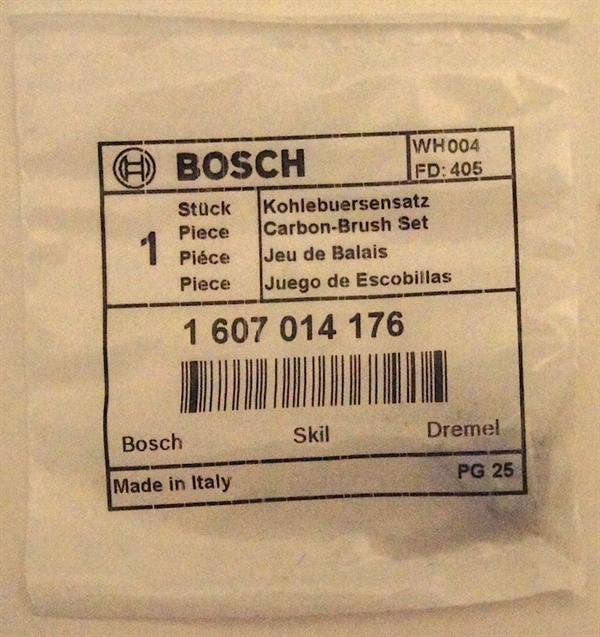 BOSCH
WH004
FD: 405
1
Stück
Piece
Piéce
Piece
Kohlebuersensatz
Carbon-Brush Set
Jeu de Balais
Juego de Escobillas
1 607 014 176
Bosch Skil Dremel
Made in Italy PG 25